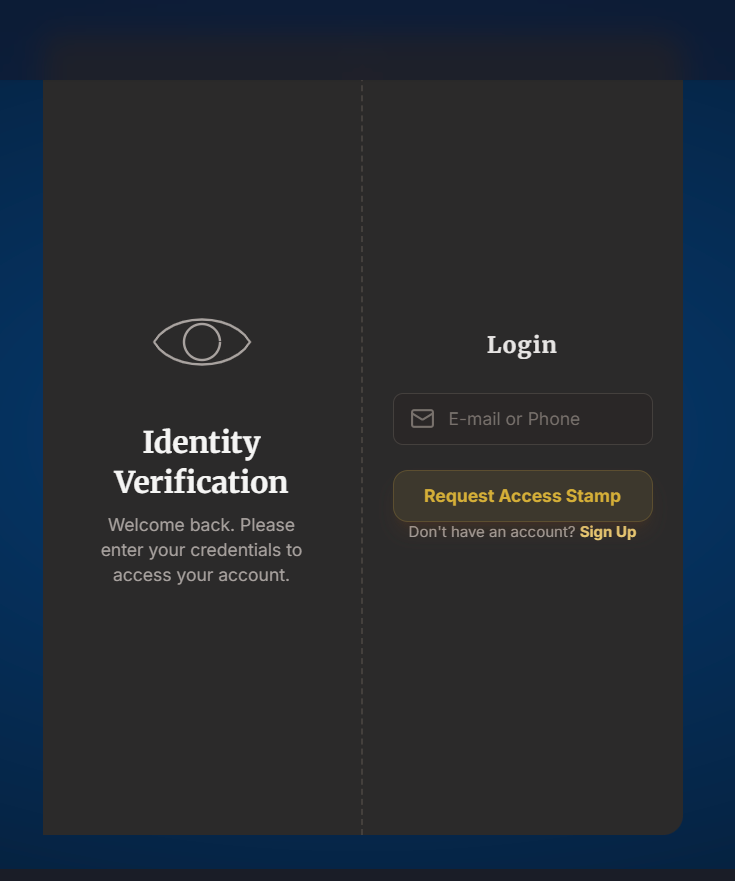 Identity
Verification
Welcome back. Please
enter your credentials to
access your account.
Login
E-mail or Phone
Request Access Stamp
Don't have an account? Sign Up